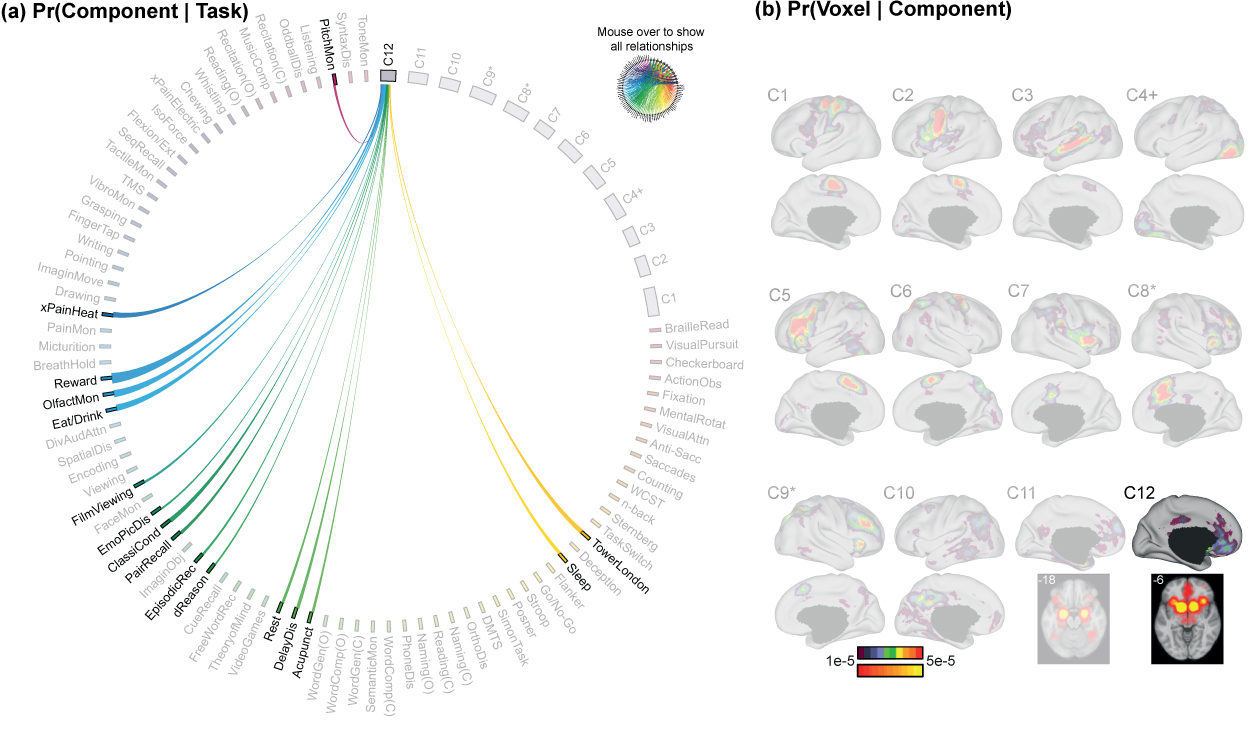 (a) Pr(Component | Task)
(b) Pr(Voxel | Component)
Mouse over to show
all relationships
ToneMon
SyntaxDis
PitchMon
Listening
OddballDis
Recitation(C)
MusicComp
Recitation(O)
Reading(O)
Whistling
Chewing
xPainElectric
IsoForce
Flexion/Ext
SeqRecall
TactileMon
TMS
VibroMon
Grasping
FingerTap
Writing
Pointing
ImaginMove
Drawing
xPainHeat
PainMon
Micturition
BreathHold
Reward
OlfactMon
Eat/Drink
DivAudAttn
SpatialDis
Encoding
Viewing
FilmViewing
FaceMon
EmoPicDis
ClassiCond
PairRecall
ImaginObj
EpisodicRec
dReason
CueRecall
FreeWordRec
TheoryofMind
VideoGames
Rest
DelayDis
Acupunct
WordGen(O)
WordComp(O)
WordGen(C)
SemanticMon
WordComp(C)
PhoneDis
Naming(O)
Reading(C)
Naming(C)
OrthoDis
DMTS
SimonTask
Posner
Stroop
Go/No-Go
Flanker
Sleep
Deception
TowerLondon
TaskSwitch
Sternberg
n-back
WCST
Counting
Saccades
Anti-Sacc
VisualAttn
MentalRotat
Fixation
ActionObs
Checkerboard
VisualPursuit
BrailleRead
C1
C2
C3
C4+
C5
C6
C7
C8*
C9*
C10
C11
C12
C1 C2 C3 C4+
C5 C6 C7 C8*
C9* C10 C11 C12
-18 -6
1e-5 5e-5